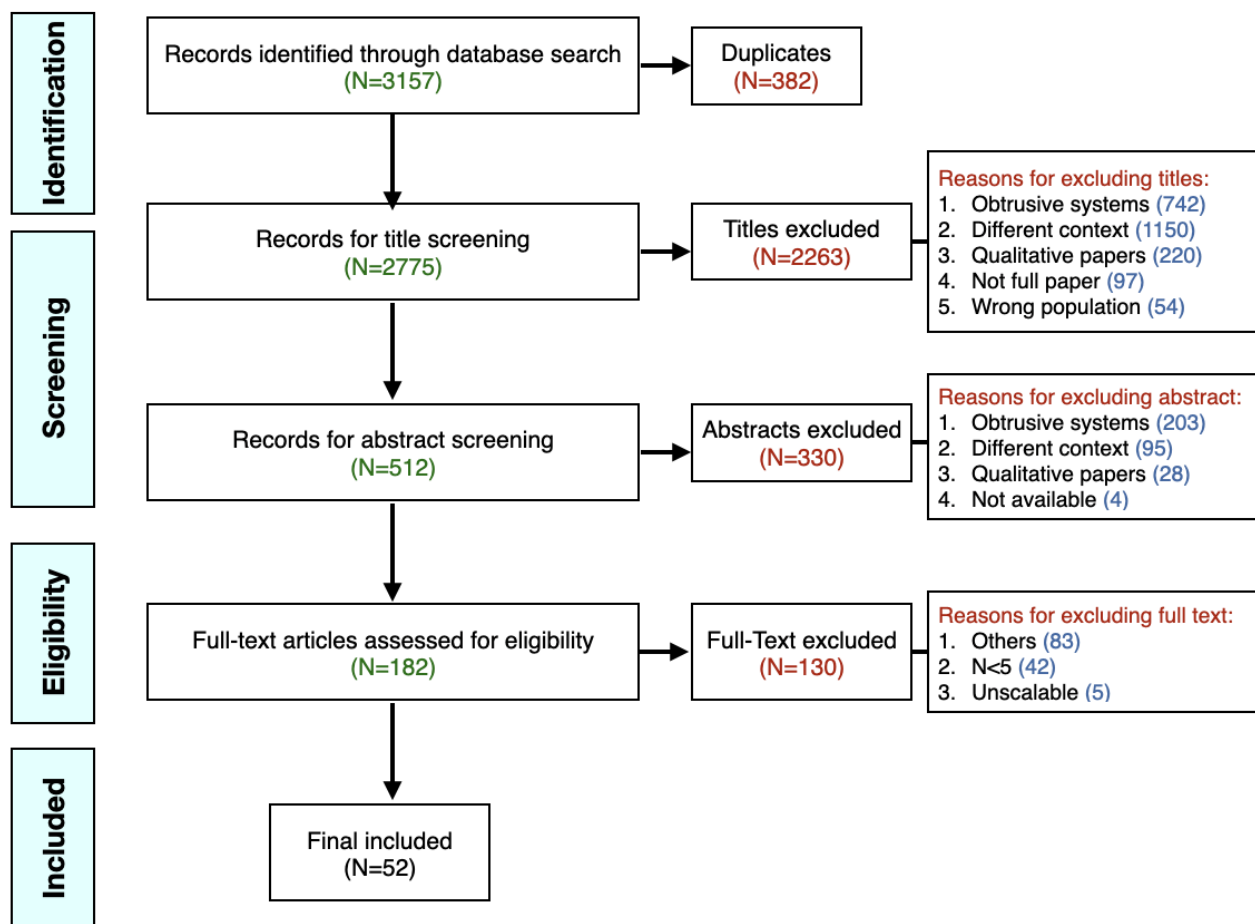 Identification
Records identified through database search
(N=3157)
Duplicates
(N=382)
Screening
Records for title screening
(N=2775)
Titles excluded
(N=2263)
Reasons for excluding titles:
1. Obtrusive systems (742)
2. Different context (1150)
3. Qualitative papers (220)
4. Not full paper (97)
5. Wrong population (54)
Records for abstract screening
(N=512)
Abstracts excluded
(N=330)
Reasons for excluding abstract:
1. Obtrusive systems (203)
2. Different context (95)
3. Qualitative papers (28)
4. Not available (4)
Eligibility
Full-text articles assessed for eligibility
(N=182)
Full-Text excluded
(N=130)
Reasons for excluding full text:
1. Others (83)
2. N<5 (42)
3. Unscalable (5)
Included
Final included
(N=52)